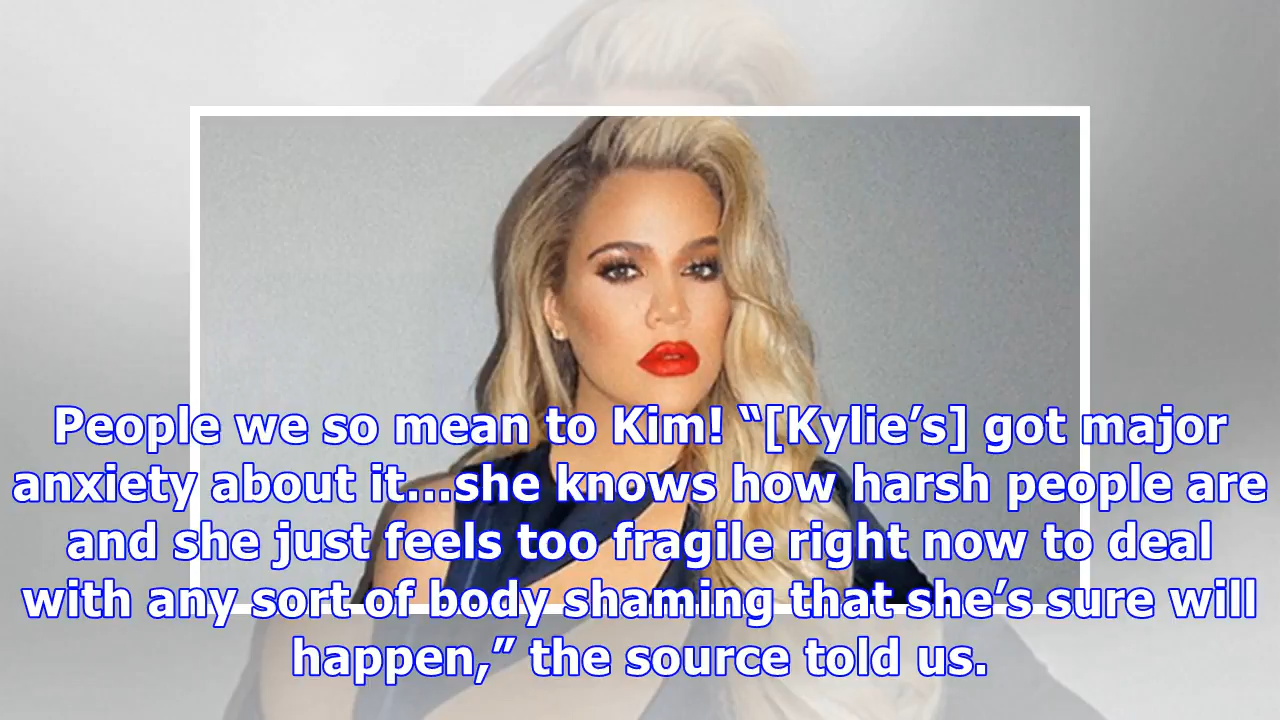 People we so mean to Kim! “[Kylie’s] got major
anxiety about it…she knows how harsh people are
and she just feels too fragile right now to deal
with any sort of body shaming that she’s sure will
happen,” the source told us.